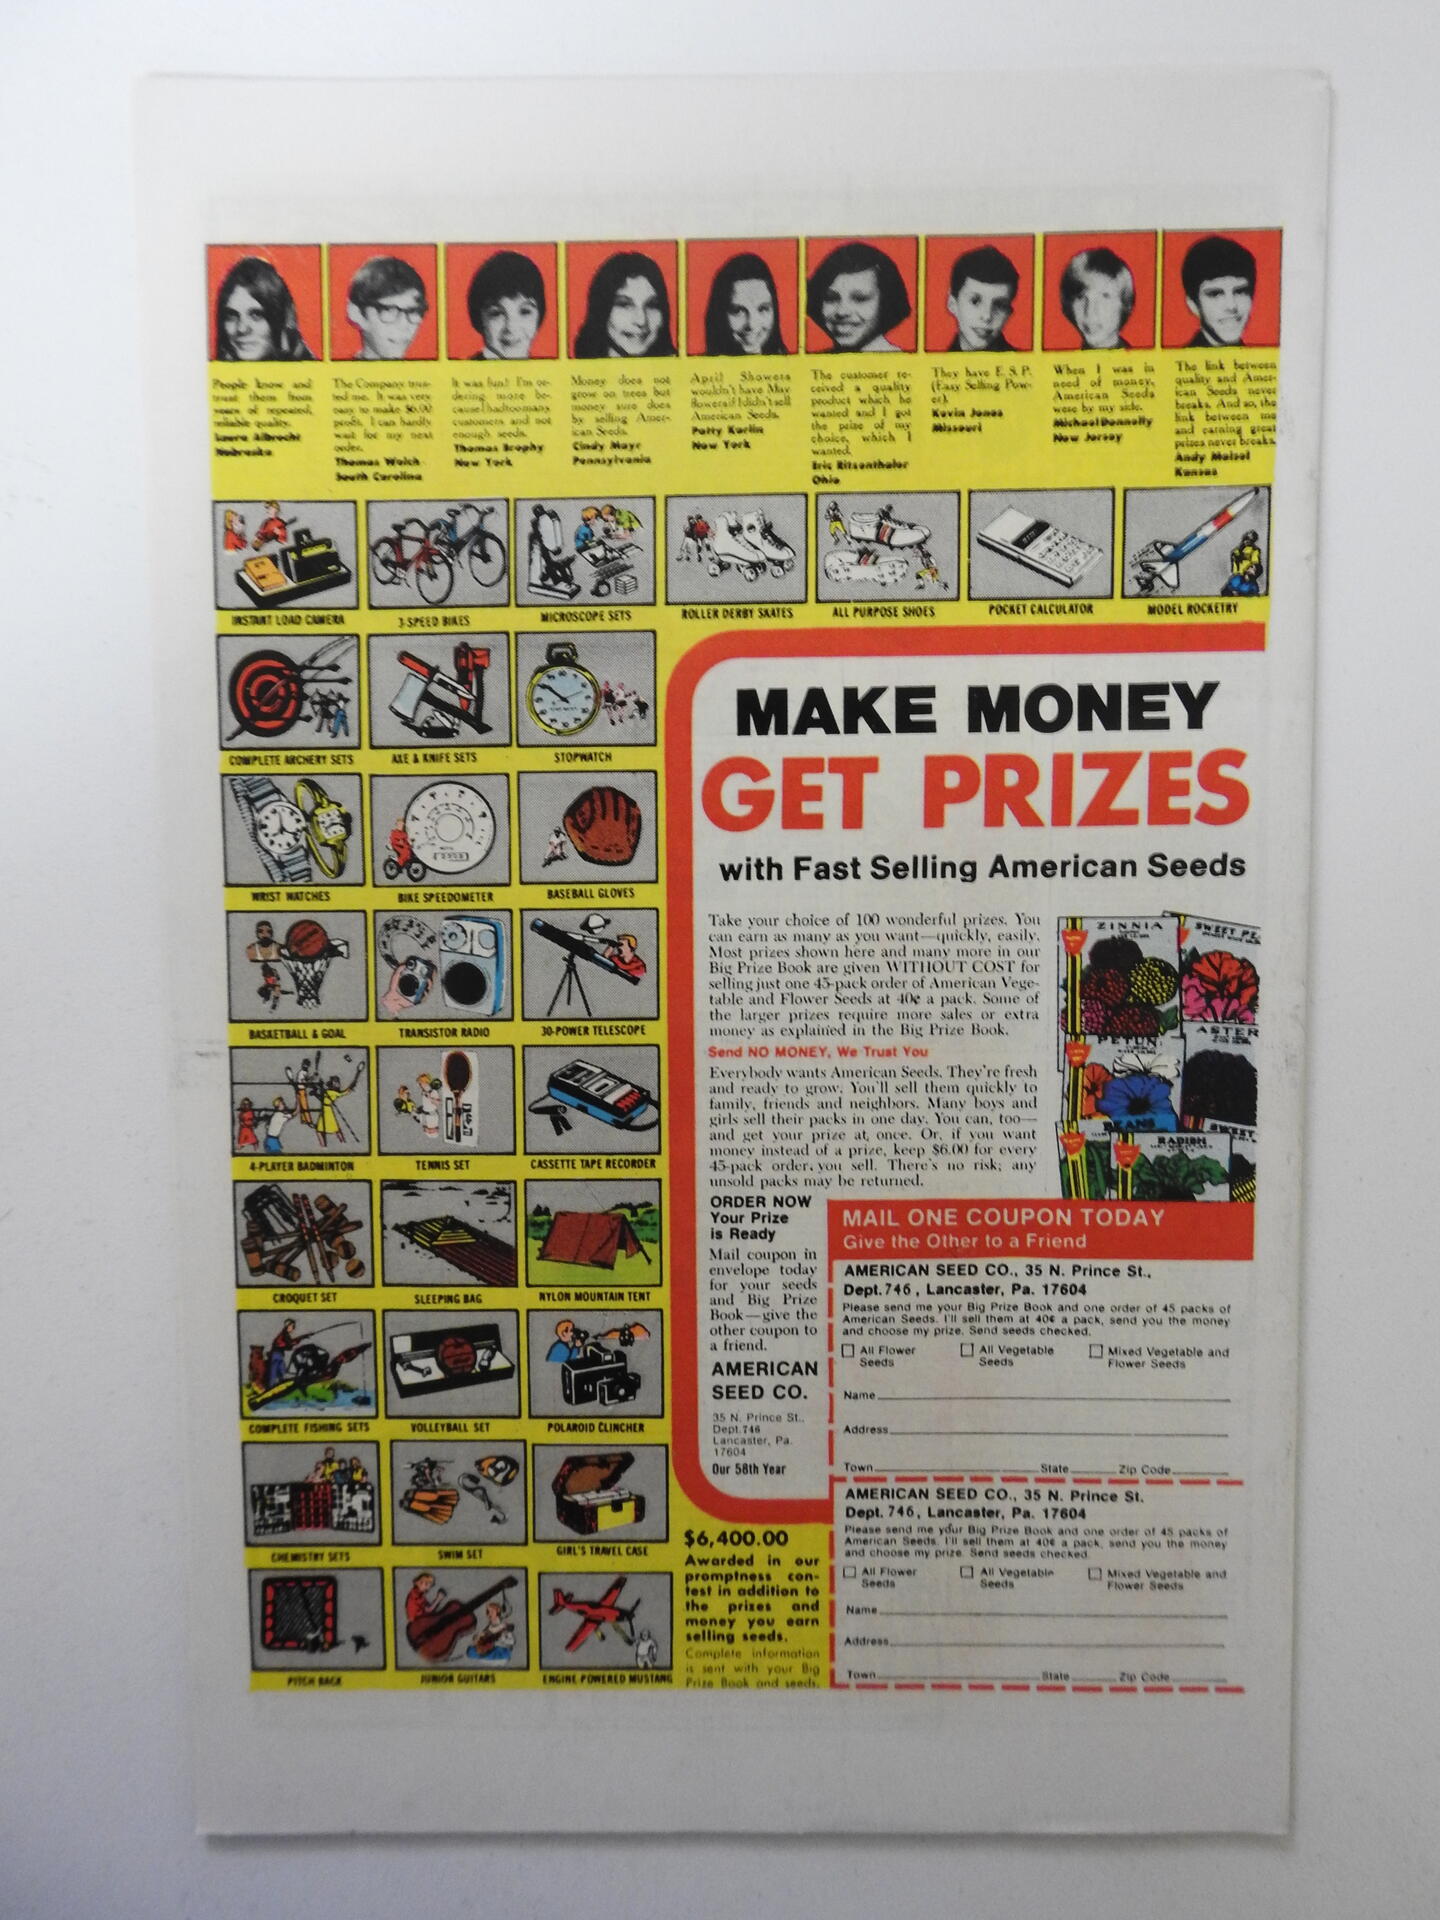 People know and
trust them from
years of repeated,
reliable quality.
Laura Albrecht
Nebraska
The Company trus-
ted me. It was very
easy to make $6.00
profit. I can hardly
wait for my next
order.
Thomas Welch
South Carolina
It was fun! I'm or-
dering more be-
cause I had too many
customers and not
enough seeds.
Thomas Brophy
New York
Money does not
grow on trees but
money sure does
by selling Amer-
ican Seeds.
Cindy Mayr
Pennsylvania
April Showers
wouldn't have May
flowers if I didn't sell
American Seeds.
Patty Karlin
New York
The customer re-
ceived a quality
product which he
wanted and I got
the prize of my
choice, which I
wanted.
Eric Ritsenthaler
Ohio
They have E.S.P.
(Easy Selling Pow-
er).
Kevin Jones
Missouri
When I was in
need of money,
American Seeds
were by my side.
Michael Donnelly
New Jersey
The link between
quality and Amer-
ican Seeds never
breaks. And so, the
link between me
and earning great
prizes never breaks.
Andy Meisel
Kansas
INSTANT LOAD CAMERA
3-SPEED BIKES
MICROSCOPE SETS
ROLLER DERBY SKATES
ALL PURPOSE SHOES
POCKET CALCULATOR
MODEL ROCKETRY
COMPLETE ARCHERY SETS
AXE & KNIFE SETS
STOPWATCH
WRIST WATCHES
BIKE SPEEDOMETER
BASEBALL GLOVES
BASKETBALL & GOAL
TRANSISTOR RADIO
30-POWER TELESCOPE
4-PLAYER BADMINTON
TENNIS SET
CASSETTE TAPE RECORDER
CROQUET SET
SLEEPING BAG
NYLON MOUNTAIN TENT
COMPLETE FISHING SETS
VOLLEYBALL SET
POLAROID CLINCHER
CHEMISTRY SETS
SWIM SET
GIRL'S TRAVEL CASE
PITCH BACK
JUNIOR GUITARS
ENGINE POWERED MUSTANG
MAKE MONEY
GET PRIZES
with Fast Selling American Seeds
Take your choice of 100 wonderful prizes. You
can earn as many as you want—quickly, easily.
Most prizes shown here and many more in our
Big Prize Book are given WITHOUT COST for
selling just one 45-pack order of American Vege-
table and Flower Seeds at 40¢ a pack. Some of
the larger prizes require more sales or extra
money as explained in the Big Prize Book.
Send NO MONEY, We Trust You
Everybody wants American Seeds. They're fresh
and ready to grow. You'll sell them quickly to
family, friends and neighbors. Many boys and
girls sell their packs in one day. You can, too—
and get your prize at once. Or, if you want
money instead of a prize, keep $6.00 for every
45-pack order you sell. There's no risk; any
unsold packs may be returned.
ZINNIA
SWEET PE
ASTER
PETUN
BEANS
RADISH
SWEET
ORDER NOW
Your Prize
is Ready
Mail coupon in
envelope today
for your seeds
and Big Prize
Book—give the
other coupon to
a friend.
AMERICAN
SEED CO.
35 N. Prince St.,
Dept. 746
Lancaster, Pa.
17604
Our 58th Year
$6,400.00
Awarded in our
promptness con-
test in addition to
the prizes and
money you earn
selling seeds.
Complete information
is sent with your Big
Prize Book and seeds.
MAIL ONE COUPON TODAY
Give the Other to a Friend
AMERICAN SEED CO., 35 N. Prince St.,
Dept. 746, Lancaster, Pa. 17604
Please send me your Big Prize Book and one order of 45 packs of
American Seeds. I'll sell them at 40¢ a pack, send you the money
and choose my prize. Send seeds checked.
All Flower Seeds
All Vegetable Seeds
Mixed Vegetable and Flower Seeds
Name
Address
Town State Zip Code
AMERICAN SEED CO., 35 N. Prince St.
Dept. 746, Lancaster, Pa. 17604
Please send me your Big Prize Book and one order of 45 packs of
American Seeds. I'll sell them at 40¢ a pack, send you the money
and choose my prize. Send seeds checked.
All Flower Seeds
All Vegetable Seeds
Mixed Vegetable and Flower Seeds
Name
Address
Town State Zip Code